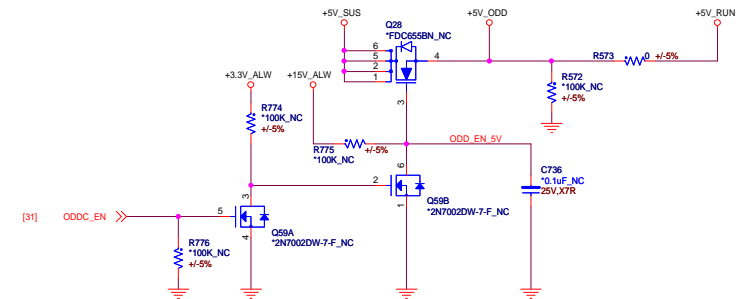 +5V_SUS
Q28
*FDC655BN_NC
+5V_ODD
+5V_RUN
6
5
2
1
4
3
R573
0
+/-5%
R572
*100K_NC
+/-5%
+3.3V_ALW
+15V_ALW
R774
*100K_NC
+/-5%
R775
*100K_NC
+/-5%
ODD_EN_5V
6
2
1
Q59B
*2N7002DW-7-F_NC
C736
*0.1uF_NC
25V,X7R
[31]
ODDC_EN
5
3
4
Q59A
*2N7002DW-7-F_NC
R776
*100K_NC
+/-5%